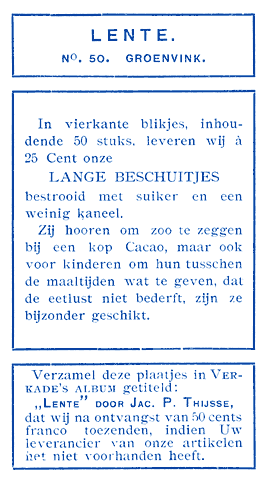 LENTE.
No. 50. GROENVINK.
In vierkante blikjes, inhou-
dende 50 stuks, leveren wij à
25 Cent onze
LANGE BESCHUITJES
bestrooid met suiker en een
weinig kaneel.
Zij hooren om zoo te zeggen
bij een kop Cacao, maar ook
voor kinderen om hun tusschen
de maaltijden wat te geven, dat
de eetlust niet bederft, zijn ze
bijzonder geschikt.
Verzamel deze plaatjes in VER-
KADE'S ALBUM getiteld:
„LENTE" DOOR JAC. P. THIJSSE,
dat wij na ontvangst van 50 cents
franco toezenden, indien Uw
leverancier van onze artikelen
het niet voorhanden heeft.